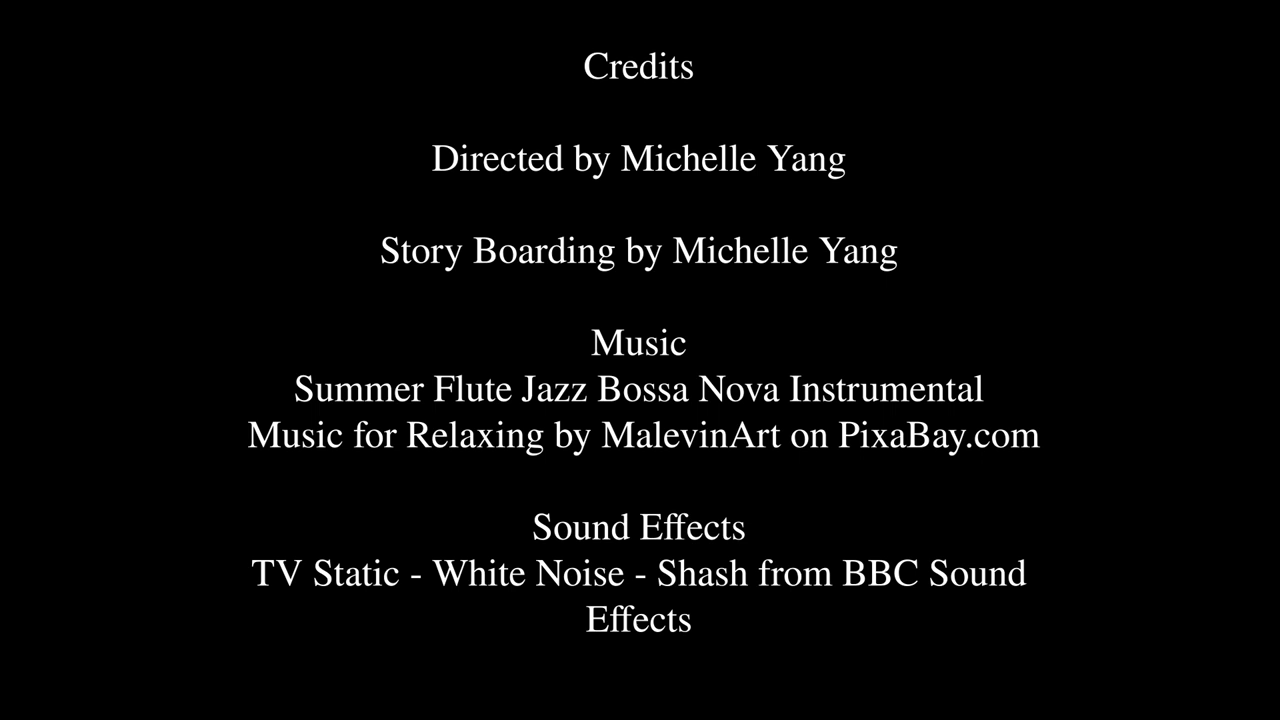 Credits
Directed by Michelle Yang
Story Boarding by Michelle Yang
Music
Summer Flute Jazz Bossa Nova Instrumental
Music for Relaxing by MalevinArt on PixaBay.com
Sound Effects
TV Static - White Noise - Shash from BBC Sound
Effects